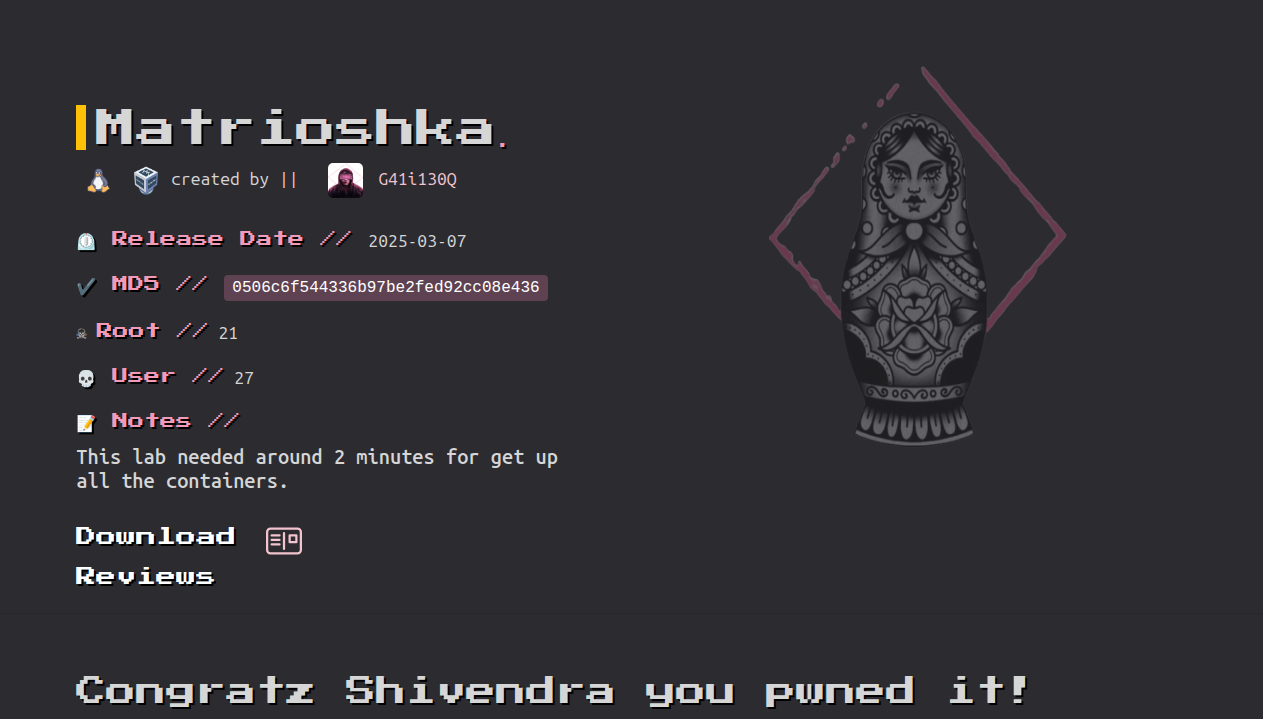 Matrioshka.
created by || G41i130Q
Release Date // 2025-03-07
MD5 // 0506c6f544336b97be2fed92cc08e436
Root // 21
User // 27
Notes //
This lab needed around 2 minutes for get up
all the containers.
Download
Reviews
Congratz Shivendra you pwned it!